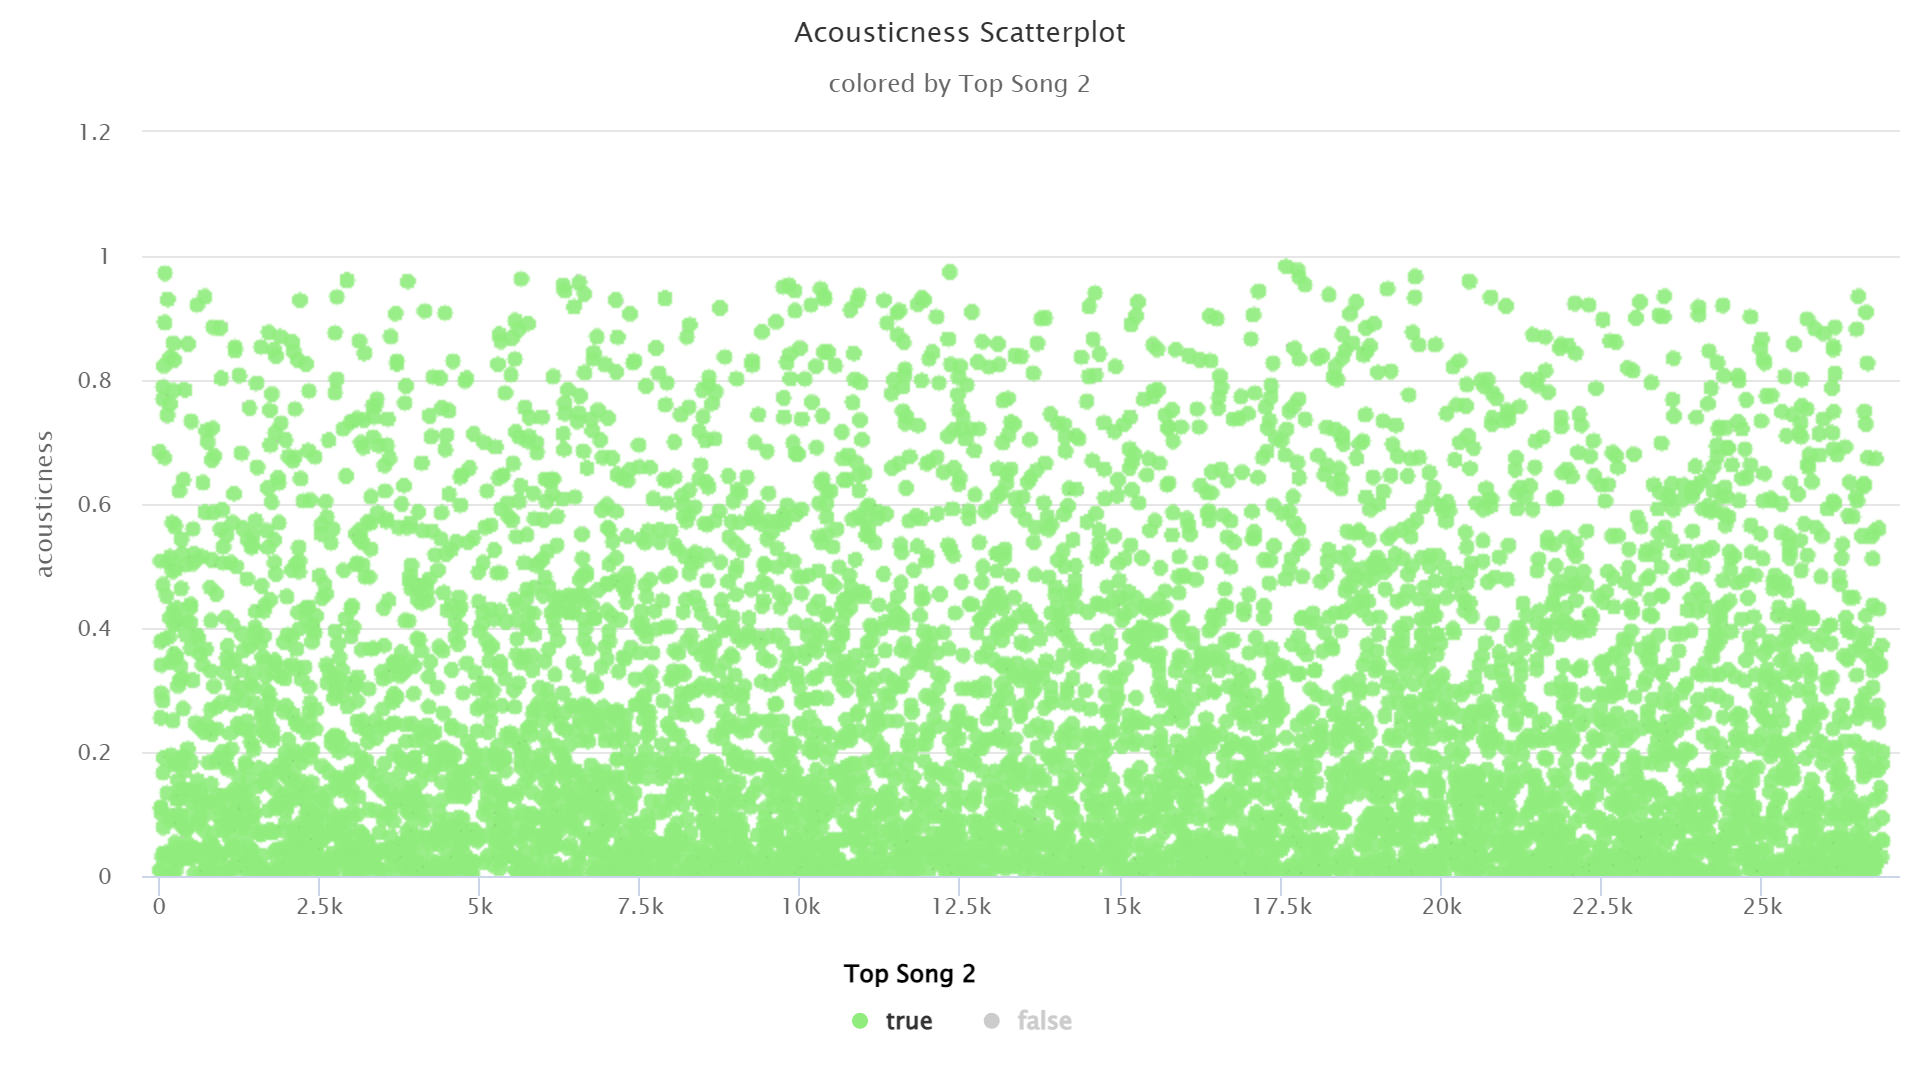 Acousticness Scatterplot
colored by Top Song 2
1.2
1
0.8
0.6
0.4
0.2
0
acousticness
0 2.5k 5k 7.5k 10k 12.5k 15k 17.5k 20k 22.5k 25k
Top Song 2
true false